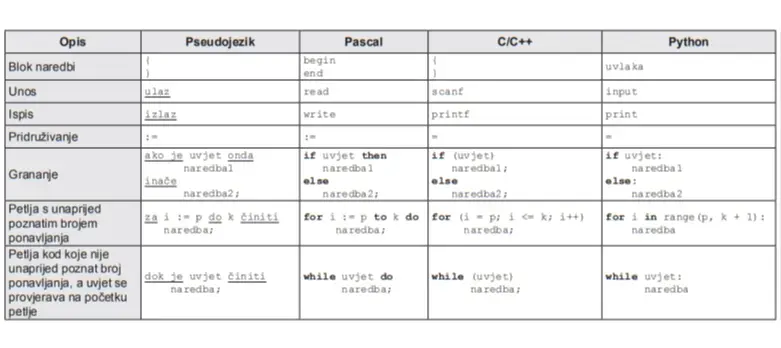 Opis Pseudojezik Pascal C/C++ Python
Blok naredbi { } begin end { } uvlaka
Unos ulaz read scanf input
Ispis izlaz write printf print
Pridruživanje := := = =
Grananje
ako je uvjet onda
naredba1
inače
naredba2;
if uvjet then
naredba1
else
naredba2;
if (uvjet)
naredba1;
else
naredba2;
if uvjet:
naredba1
else:
naredba2
Petlja s unaprijed
poznatim brojem
ponavljanja
za i := p do k činiti
naredba;
for i := p to k do
naredba;
for (i = p; i <= k; i++)
naredba;
for i in range(p, k + 1):
naredba
Petlja kod koje nije
unaprijed poznat broj
ponavljanja, a uvjet se
provjerava na početku
petlje
dok je uvjet činiti
naredba;
while uvjet do
naredba;
while (uvjet)
naredba;
while uvjet:
naredba